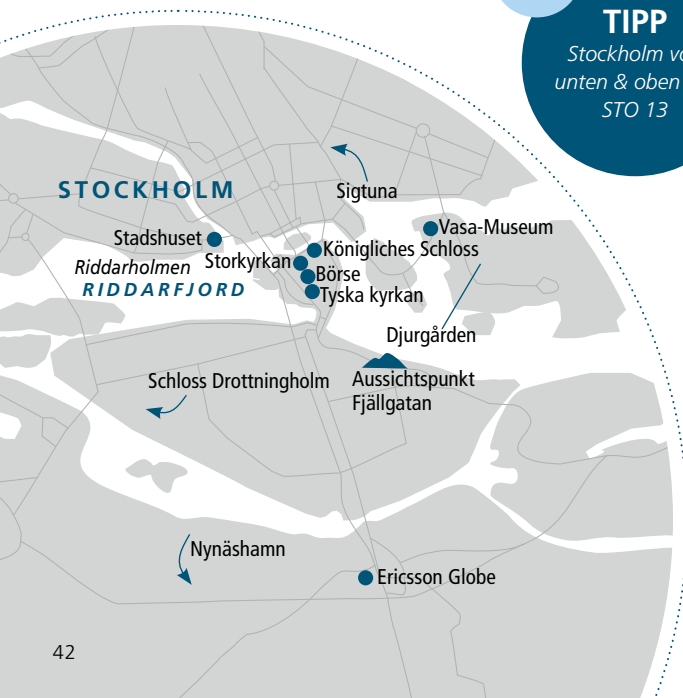 TIPP
Stockholm
unten & oben
STO 13
Sigtuna
STOCKHOLM
Vasa-Museum
Stadshuset
Königliches Schloss
Storkyrkan
Riddarholmen
Börse
RIDDARFJORD
Tyska kyrkan
Djurgården
Schloss Drottningholm
Aussichtspunkt
Fjällgatan
Nynäshamn
Ericsson Globe
42